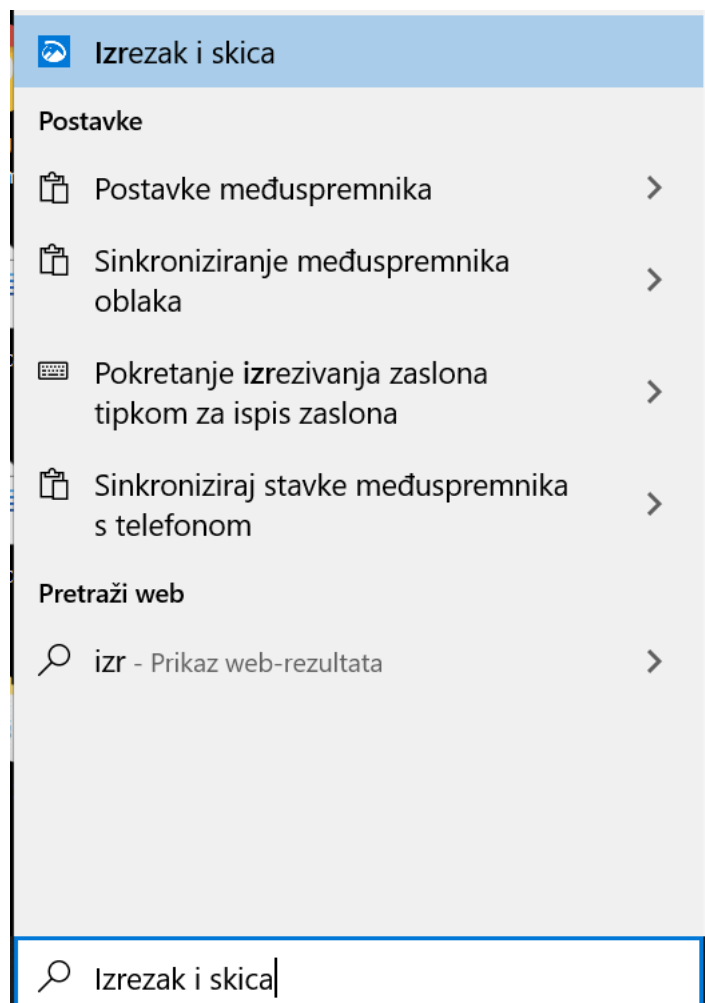 Izrezak i skica
Postavke
Postavke međuspremnika
Sinkroniziranje međuspremnika
oblaka
Pokretanje izrezivanja zaslona
tipkom za ispis zaslona
Sinkroniziraj stavke međuspremnika
s telefonom
Pretraži web
izr - Prikaz web-rezultata
Izrezak i skica